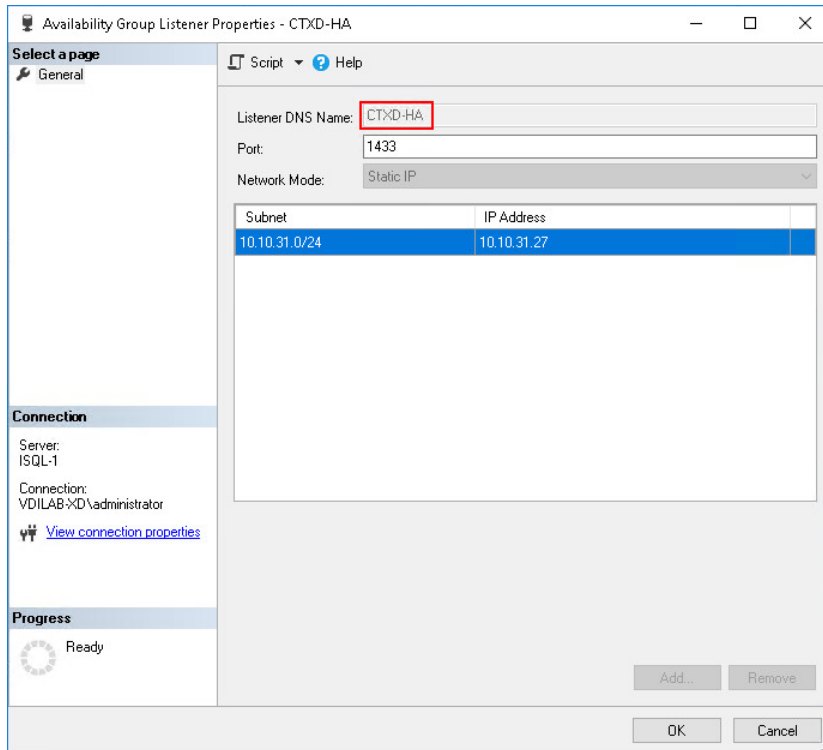 Availability Group Listener Properties - CTXD-HA
Select a page
General
Script Help
Listener DNS Name: CTXD-HA
Port: 1433
Network Mode: Static IP
Subnet IP Address
10.10.31.0/24 10.10.31.27
Connection
Server:
ISQL-1
Connection:
VDILAB-XD\administrator
View connection properties
Progress
Ready
Add... Remove
OK Cancel